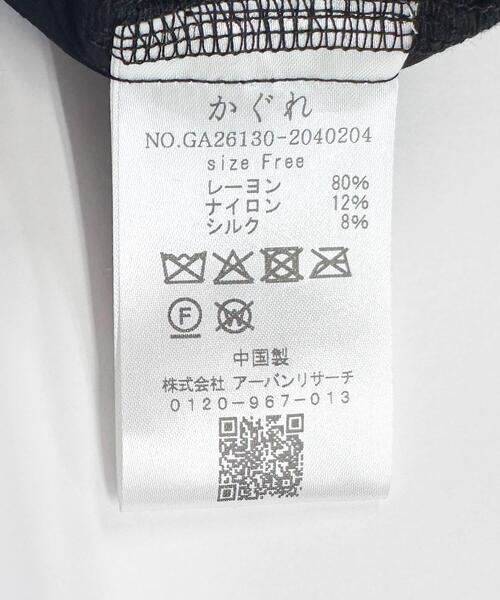 かぐれ
NO.GA26130-2040204
size Free
レーヨン 80%
ナイロン 12%
シルク 8%
F W
中国製
株式会社 アーバンリサーチ
0120-967-013